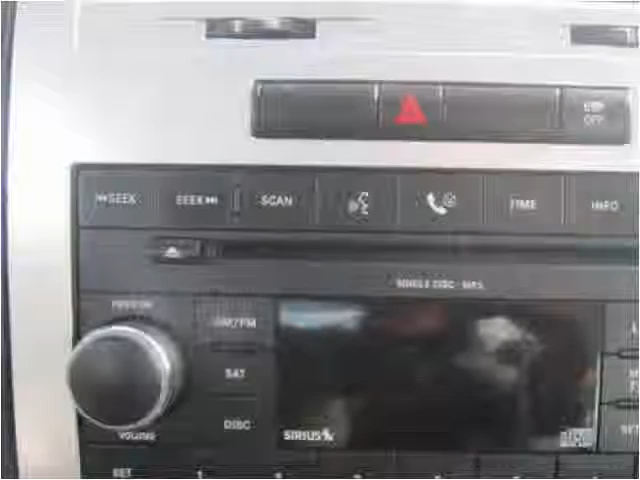 OFF
SEEK
SEEK
SCAN
TIME
INFO
SINGLE DISC - MP3
AM/FM
SAT
VOLUME
DISC
SIRIUS
SET